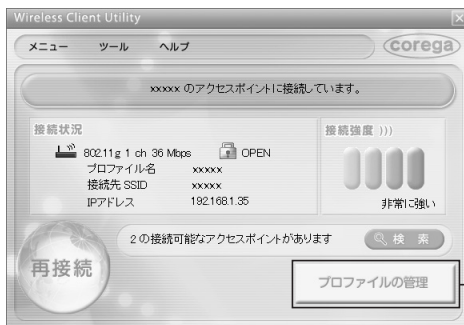 Wireless Client Utility
メニュー ツール ヘルプ corega
xxxxx のアクセスポイントに接続しています。
接続状況
802.11g 1 ch 36 Mbps OPEN
プロファイル名 xxxxx
接続先 SSID xxxxx
IPアドレス 192.168.1.35
接続強度 )))
非常に強い
2 の接続可能なアクセスポイントがあります 検 索
再接続
プロファイルの管理